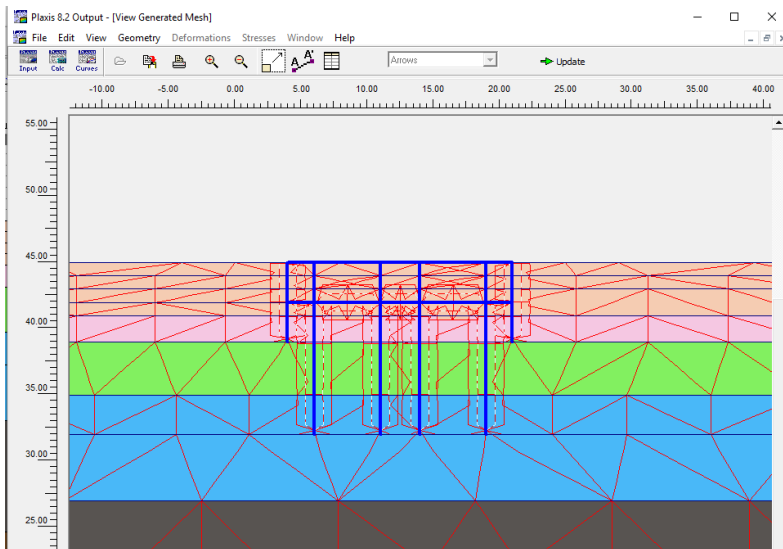 Plaxis 8.2 Output - [View Generated Mesh]
File Edit View Geometry Deformations Stresses Window Help
Input Calc Curves Arrows Update
-10.00 -5.00 0.00 5.00 10.00 15.00 20.00 25.00 30.00 35.00 40.00
55.00
50.00
45.00
40.00
35.00
30.00
25.00